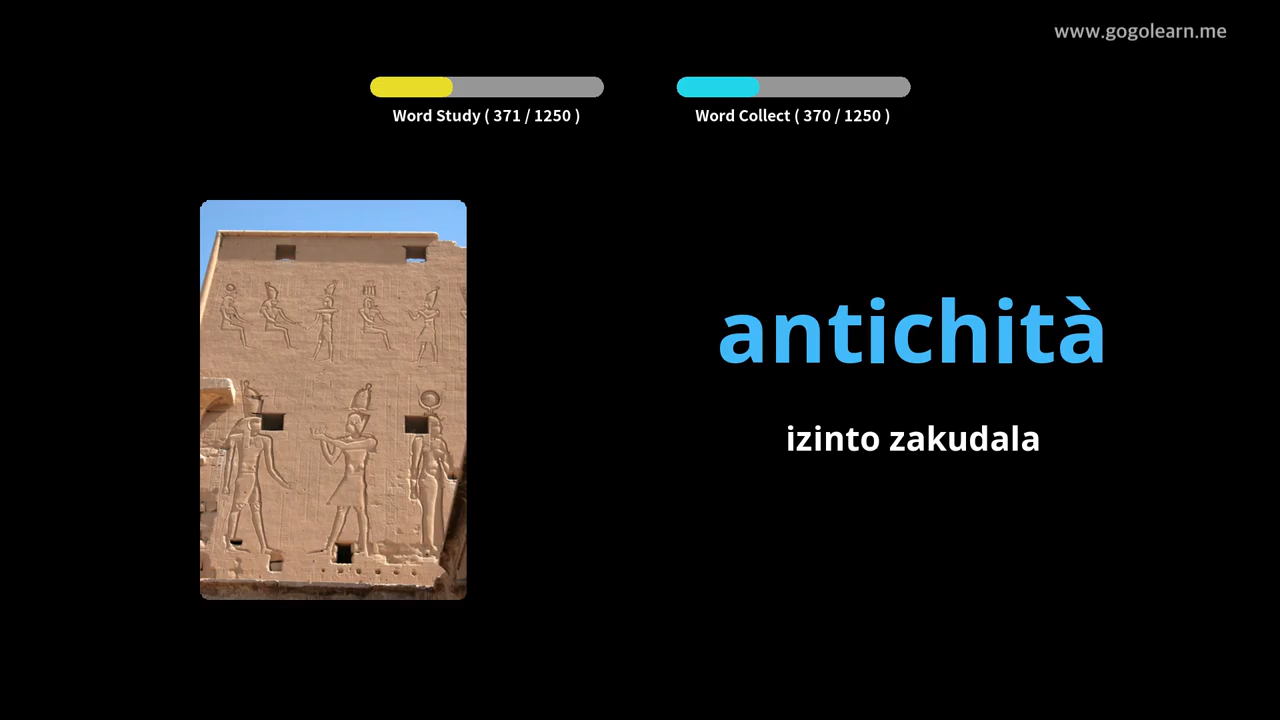 www.gogolearn.me
Word Study ( 371 / 1250 )
Word Collect ( 370 / 1250 )
antichità
izinto zakudala